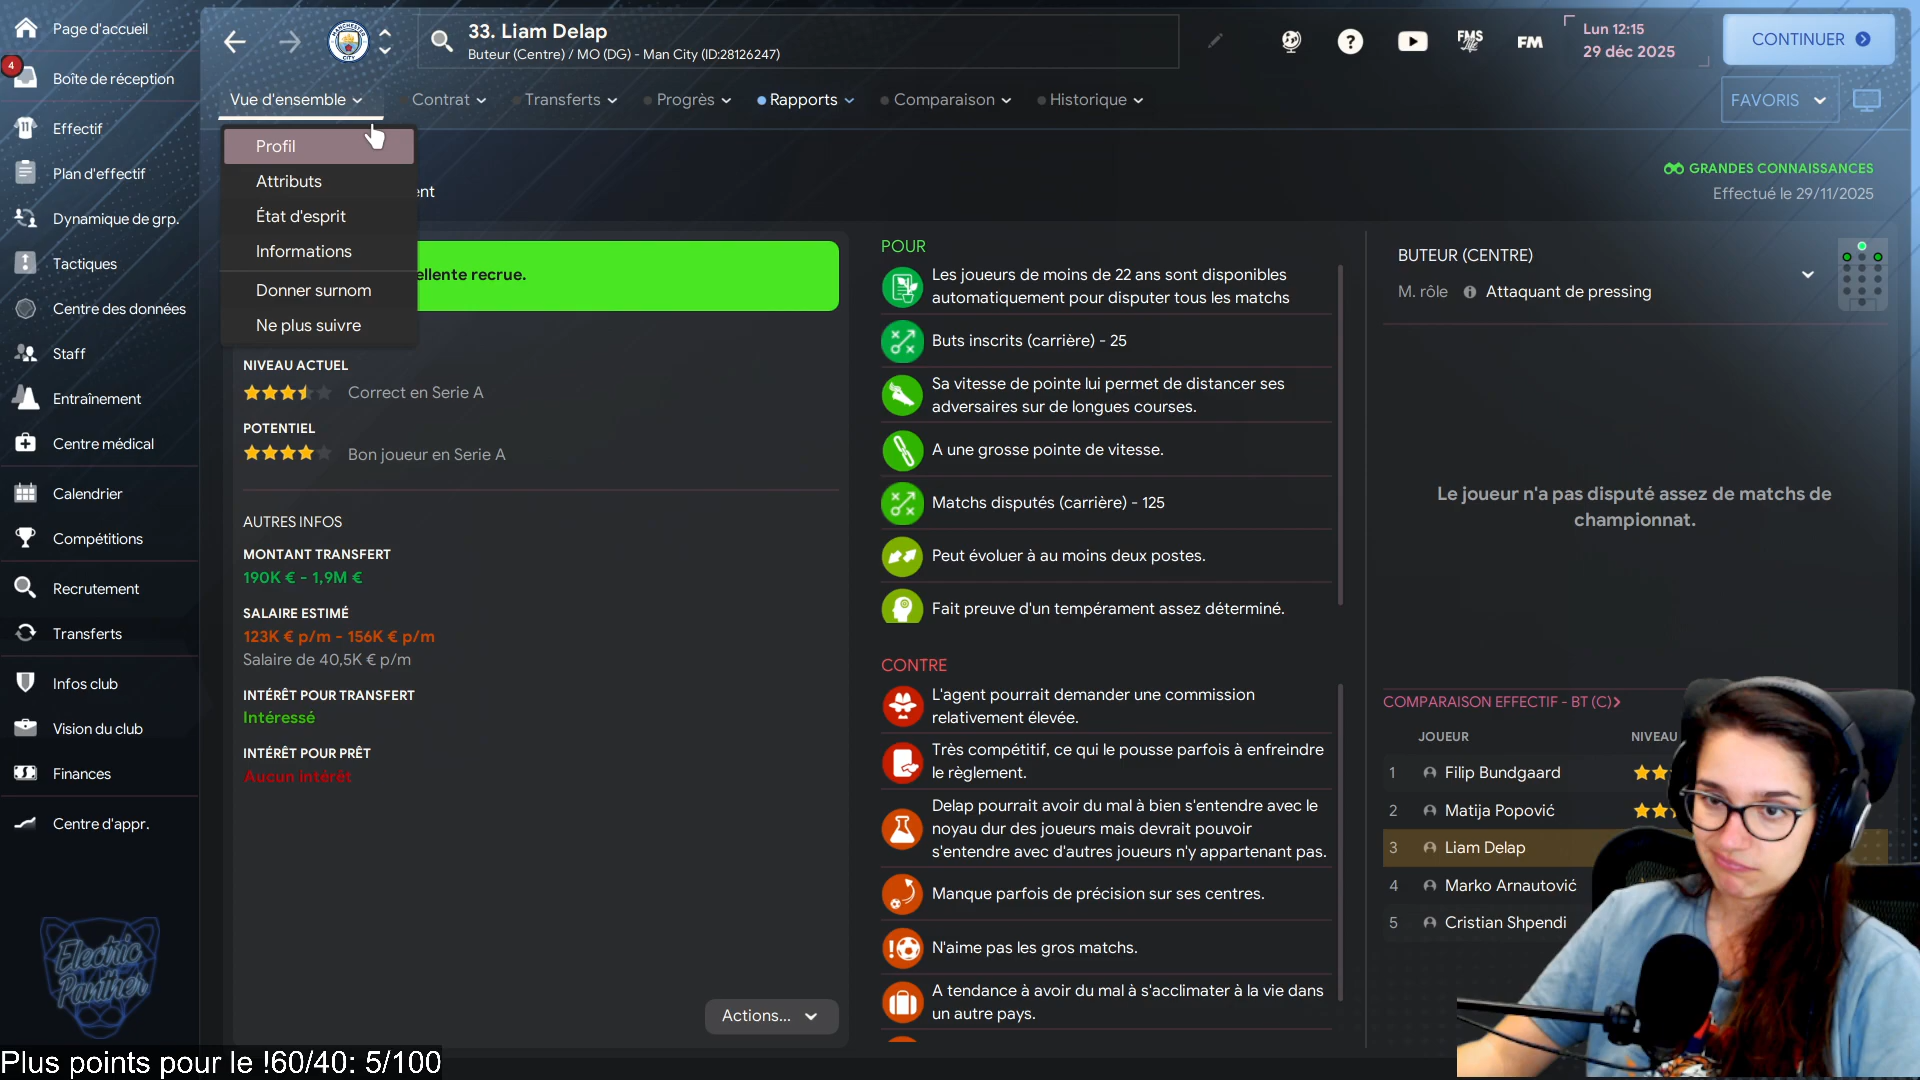 Page d'accueil
4
Boîte de réception
Effectif
Plan d'effectif
Dynamique de grp.
Tactiques
Centre des données
Staff
Entraînement
Centre médical
Calendrier
Compétitions
Recrutement
Transferts
Infos club
Vision du club
Finances
Centre d'appr.
Electric
Panther
MANCHESTER
CITY
33. Liam Delap
Buteur (Centre) / MO (DG) - Man City (ID:28126247)
FM
Lun 12:15
29 déc 2025
CONTINUER
Vue d'ensemble
Contrat
Transferts
Progrès
Rapports
Comparaison
Historique
FAVORIS
Profil
Attributs
État d'esprit
Informations
Donner surnom
Ne plus suivre
ent
GRANDES CONNAISSANCES
Effectué le 29/11/2025
ellente recrue.
NIVEAU ACTUEL
Correct en Serie A
POTENTIEL
Bon joueur en Serie A
AUTRES INFOS
MONTANT TRANSFERT
190K € - 1,9M €
SALAIRE ESTIMÉ
123K € p/m - 156K € p/m
Salaire de 40,5K € p/m
INTÉRÊT POUR TRANSFERT
Intéressé
INTÉRÊT POUR PRÊT
Aucun intérêt
Actions...
POUR
Les joueurs de moins de 22 ans sont disponibles
automatiquement pour disputer tous les matchs
Buts inscrits (carrière) - 25
Sa vitesse de pointe lui permet de distancer ses
adversaires sur de longues courses.
A une grosse pointe de vitesse.
Matchs disputés (carrière) - 125
Peut évoluer à au moins deux postes.
Fait preuve d'un tempérament assez déterminé.
CONTRE
L'agent pourrait demander une commission
relativement élevée.
Très compétitif, ce qui le pousse parfois à enfreindre
le règlement.
Delap pourrait avoir du mal à bien s'entendre avec le
noyau dur des joueurs mais devrait pouvoir
s'entendre avec d'autres joueurs n'y appartenant pas.
Manque parfois de précision sur ses centres.
N'aime pas les gros matchs.
A tendance à avoir du mal à s'acclimater à la vie dans
un autre pays.
BUTEUR (CENTRE)
M. rôle Attaquant de pressing
Le joueur n'a pas disputé assez de matchs de
championnat.
COMPARAISON EFFECTIF - BT (C)
JOUEUR NIVEAU
1 Filip Bundgaard
2 Matija Popović
3 Liam Delap
4 Marko Arnautović
5 Cristian Shpendi
Plus points pour le !60/40: 5/100